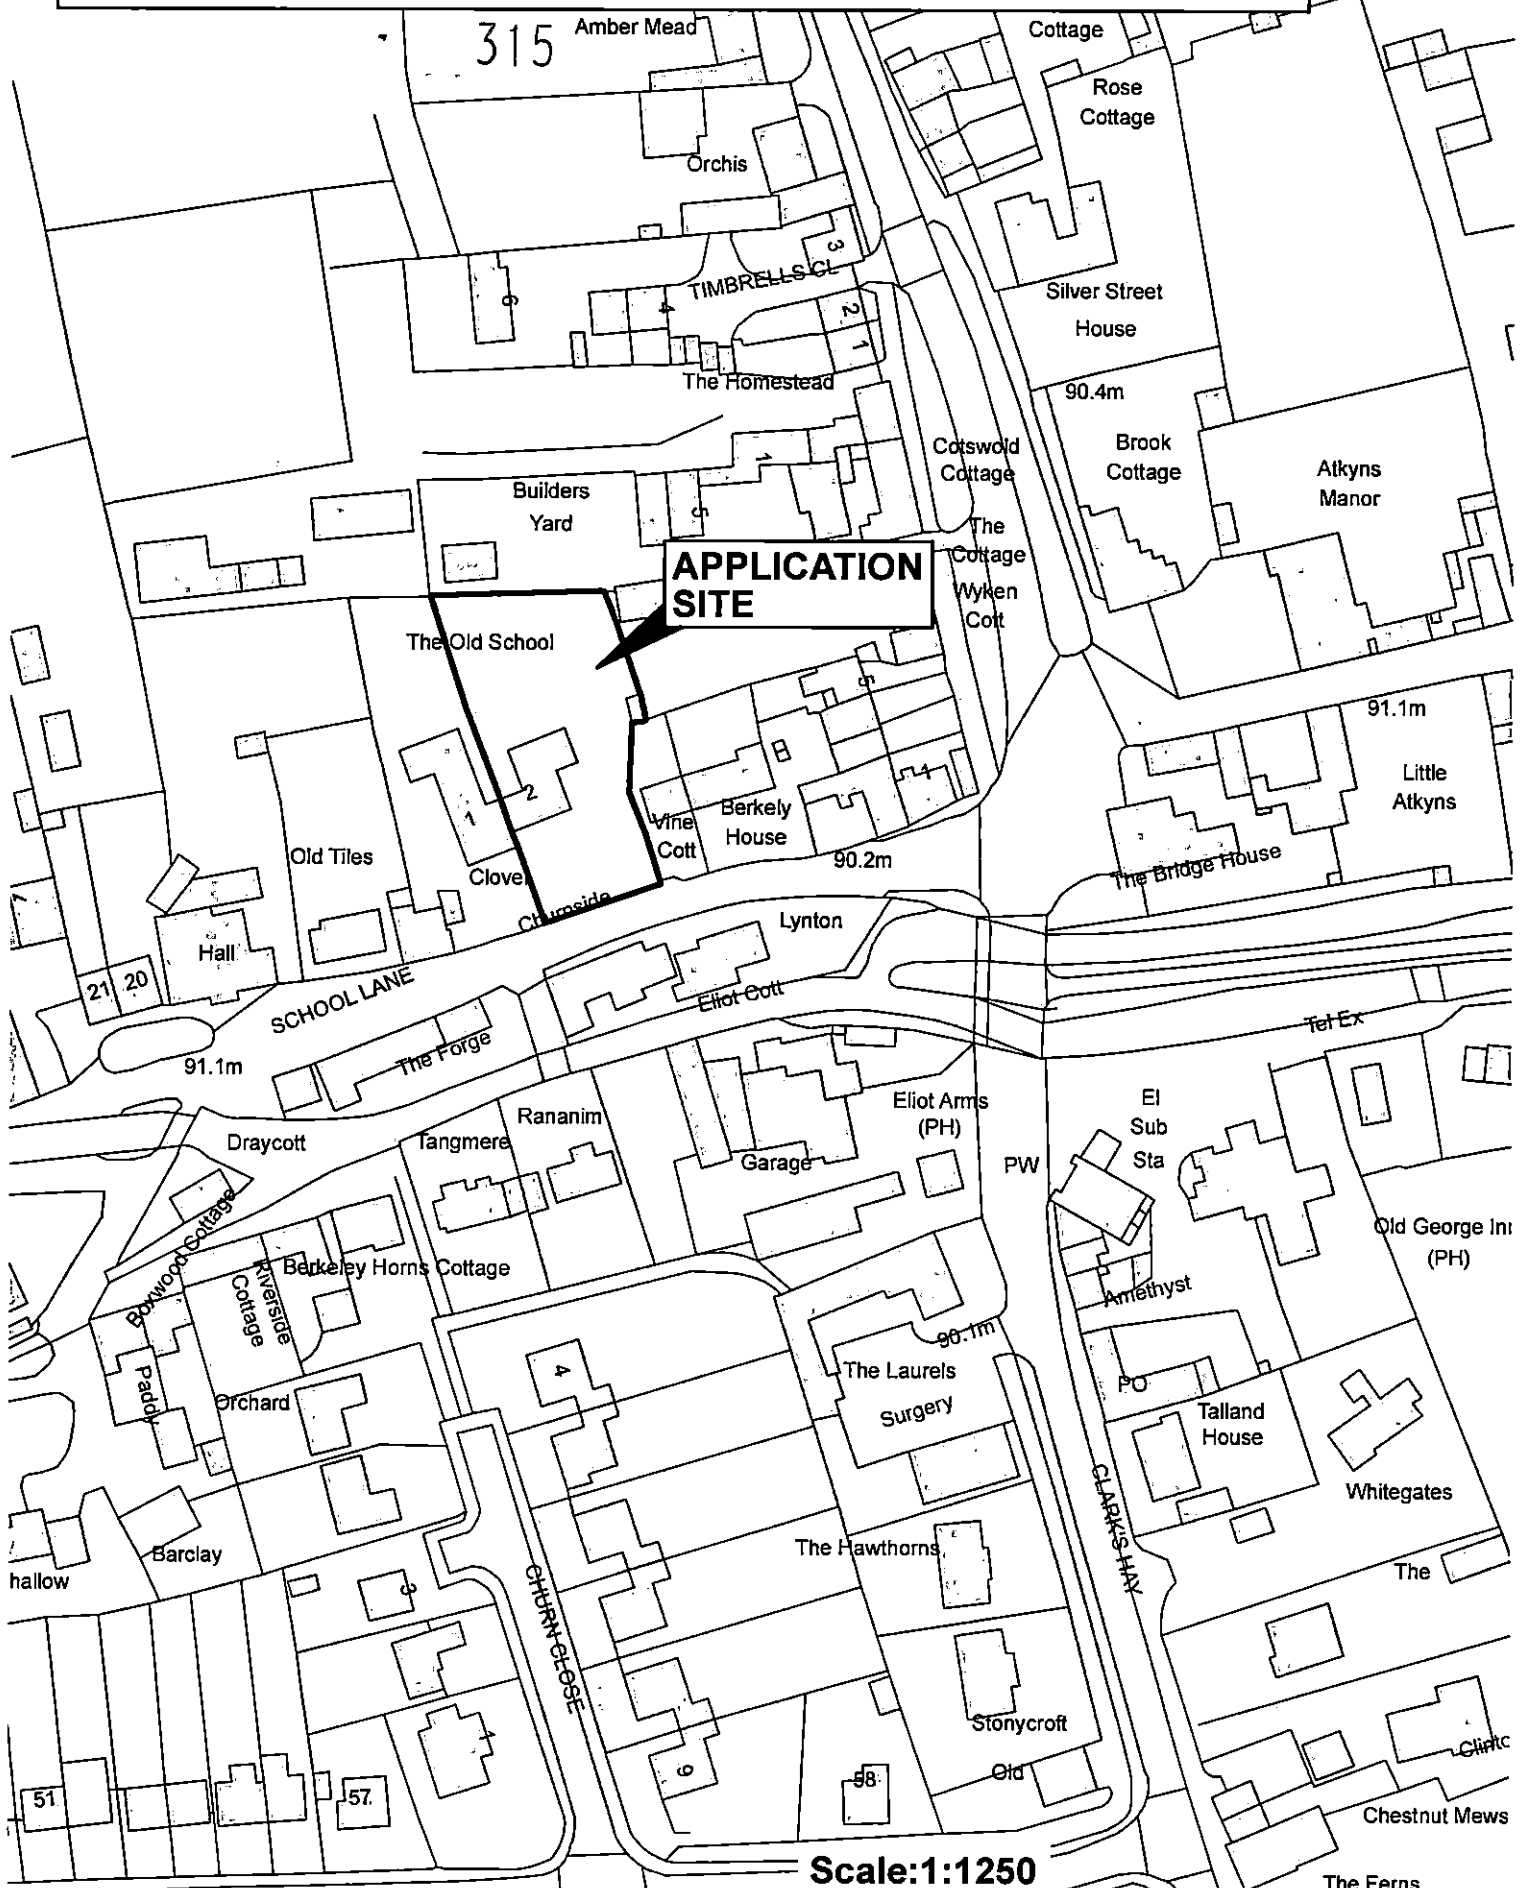 315
Amber Mead
Cottage
Rose
Cottage
Orchis
3
TIMBRELLS CL
6
4
2
1
Silver Street
House
The Homestead
90.4m
Cotswold
Cottage
Brook
Cottage
Atkyns
Manor
1
Builders
Yard
5
The
Cottage
APPLICATION
SITE
Wyken
Cott
The Old School
5
91.1m
2
1
1
Little
Atkyns
Vine
Cott
Berkely
House
Old Tiles
90.2m
The Bridge House
Clover
Churnside
Lynton
Hall
21
20
SCHOOL LANE
Eliot Cott
Tel Ex
The Forge
91.1m
Eliot Arms
(PH)
El
Sub
Sta
Rananim
Draycott
Tangmere
Garage
PW
Old George Inn
(PH)
Boxwood Cottage
Riverside
Cottage
Berkeley Horns Cottage
Amethyst
90.1m
4
The Laurels
Surgery
Paddy
Orchard
PO
Talland
House
CLARK'S HAY
Whitegates
The Hawthorns
Barclay
hallow
3
The
CHURN CLOSE
Stonycroft
1
9
Old
58
Clinto
51
57
Chestnut Mews
Scale:1:1250
The Ferns